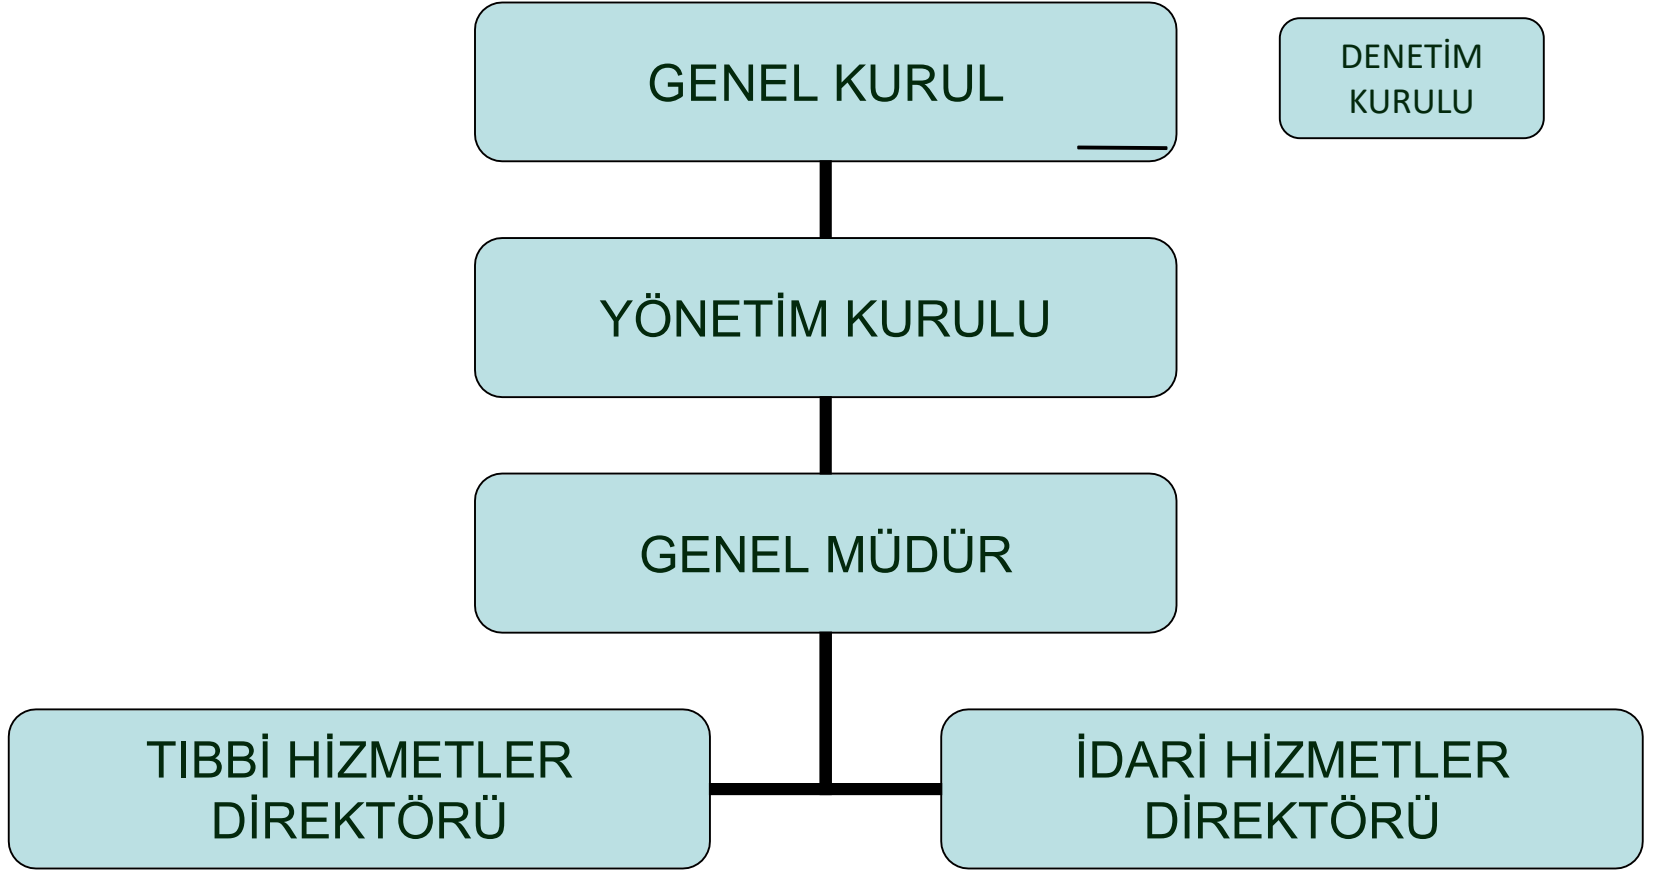 GENEL KURUL
DENETİM
KURULU
YÖNETİM KURULU
GENEL MÜDÜR
TIBBİ HİZMETLER
DİREKTÖRÜ
İDARİ HİZMETLER
DİREKTÖRÜ